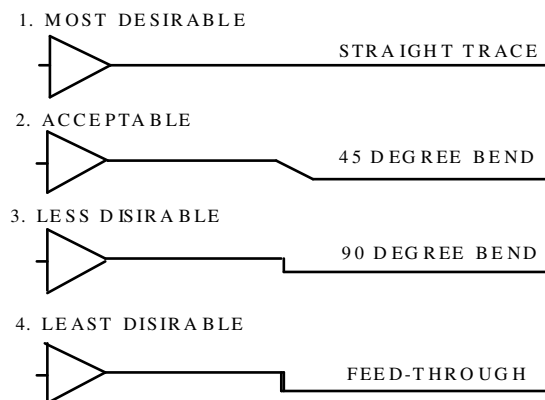 1. MOST DESIRABLE
STRAIGHT TRACE
2. ACCEPTABLE
45 DEGREE BEND
3. LESS DISIRABLE
90 DEGREE BEND
4. LEAST DISIRABLE
FEED-THROUGH